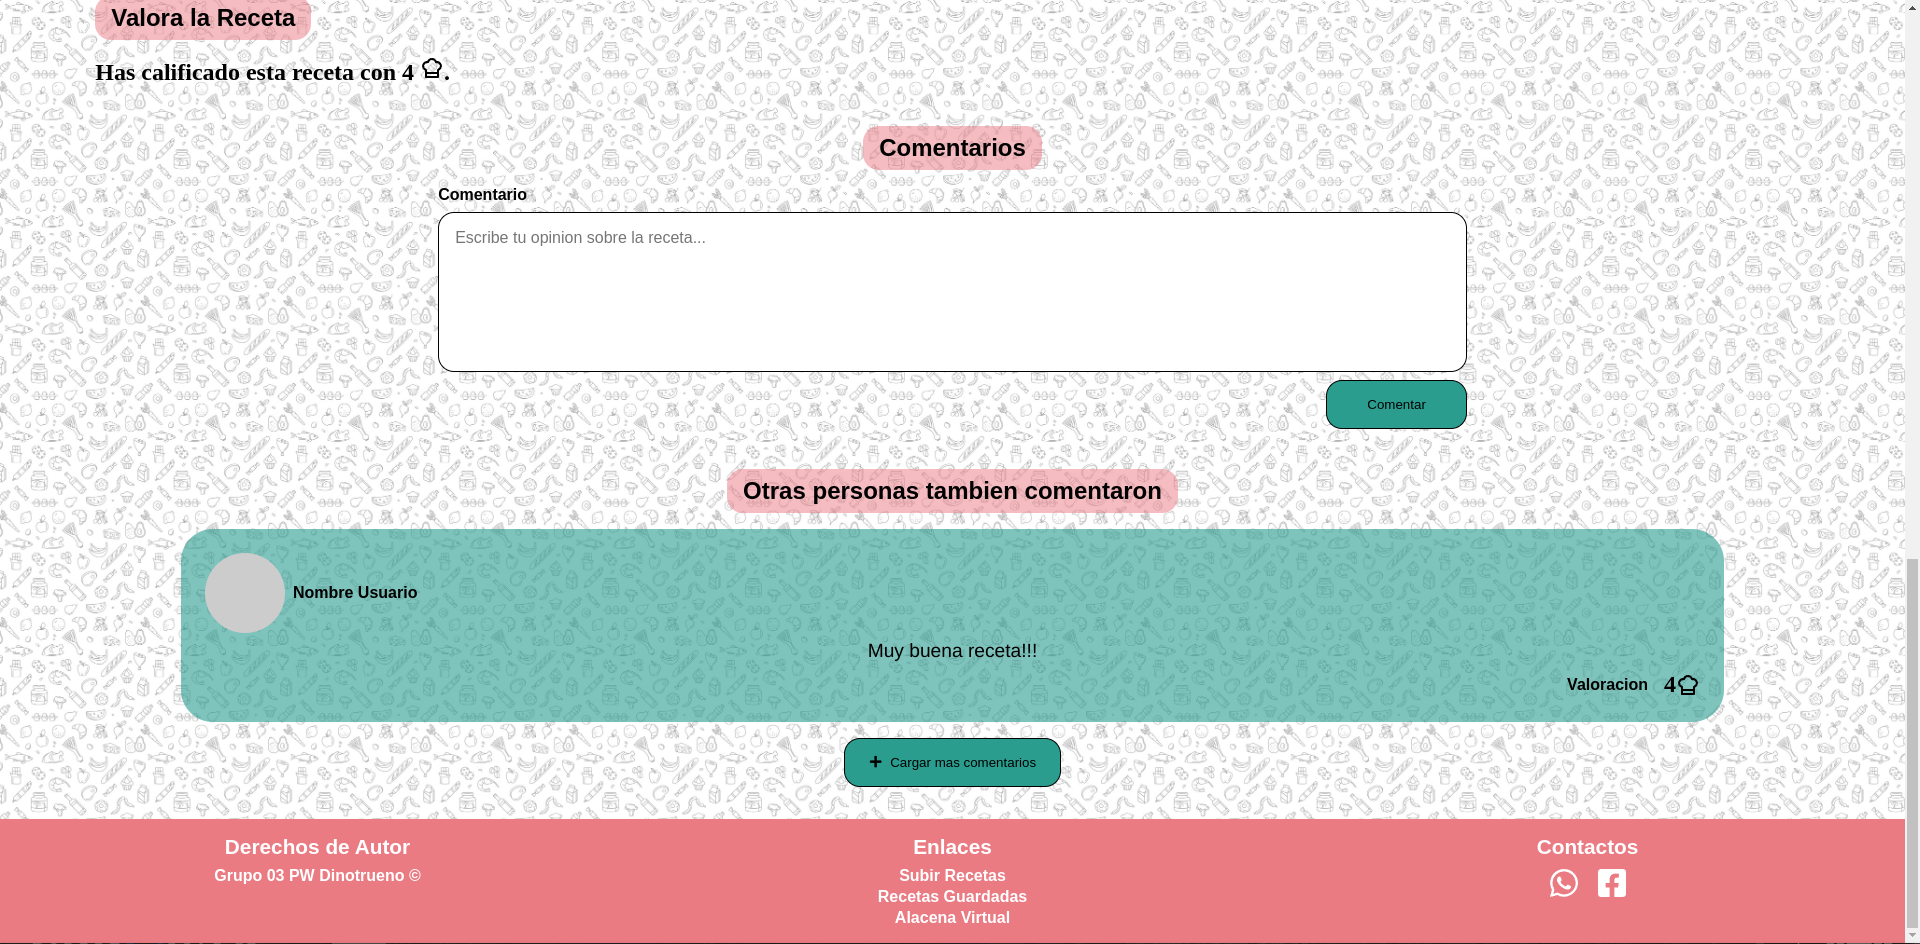 Valora la Receta
Has calificado esta receta con 4 .
Comentarios
Comentario
Escribe tu opinion sobre la receta...
Comentar
Otras personas tambien comentaron
Nombre Usuario
Muy buena receta!!!
Valoracion 4
Cargar mas comentarios
Derechos de Autor
Grupo 03 PW Dinotrueno ©
Enlaces
Subir Recetas
Recetas Guardadas
Alacena Virtual
Contactos